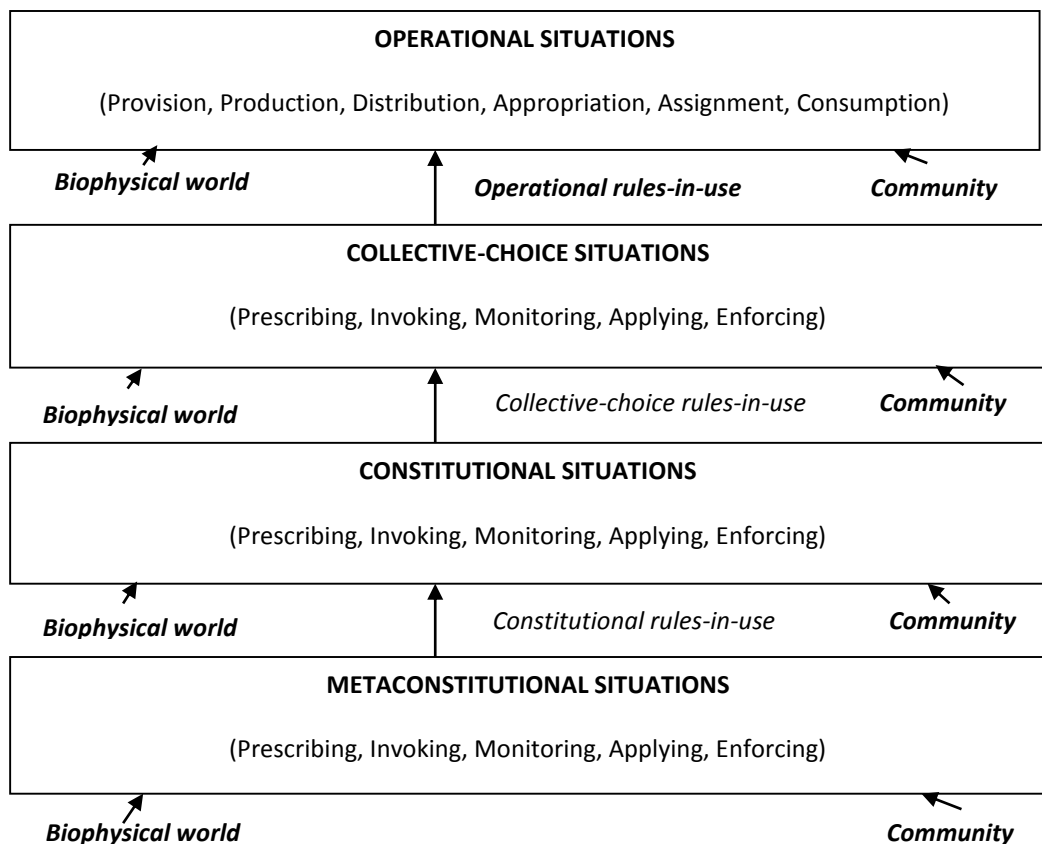 OPERATIONAL SITUATIONS
(Provision, Production, Distribution, Appropriation, Assignment, Consumption)
Biophysical world
Operational rules-in-use
Community
COLLECTIVE-CHOICE SITUATIONS
(Prescribing, Invoking, Monitoring, Applying, Enforcing)
Biophysical world
Collective-choice rules-in-use
Community
CONSTITUTIONAL SITUATIONS
(Prescribing, Invoking, Monitoring, Applying, Enforcing)
Biophysical world
Constitutional rules-in-use
Community
METACONSTITUTIONAL SITUATIONS
(Prescribing, Invoking, Monitoring, Applying, Enforcing)
Biophysical world
Community